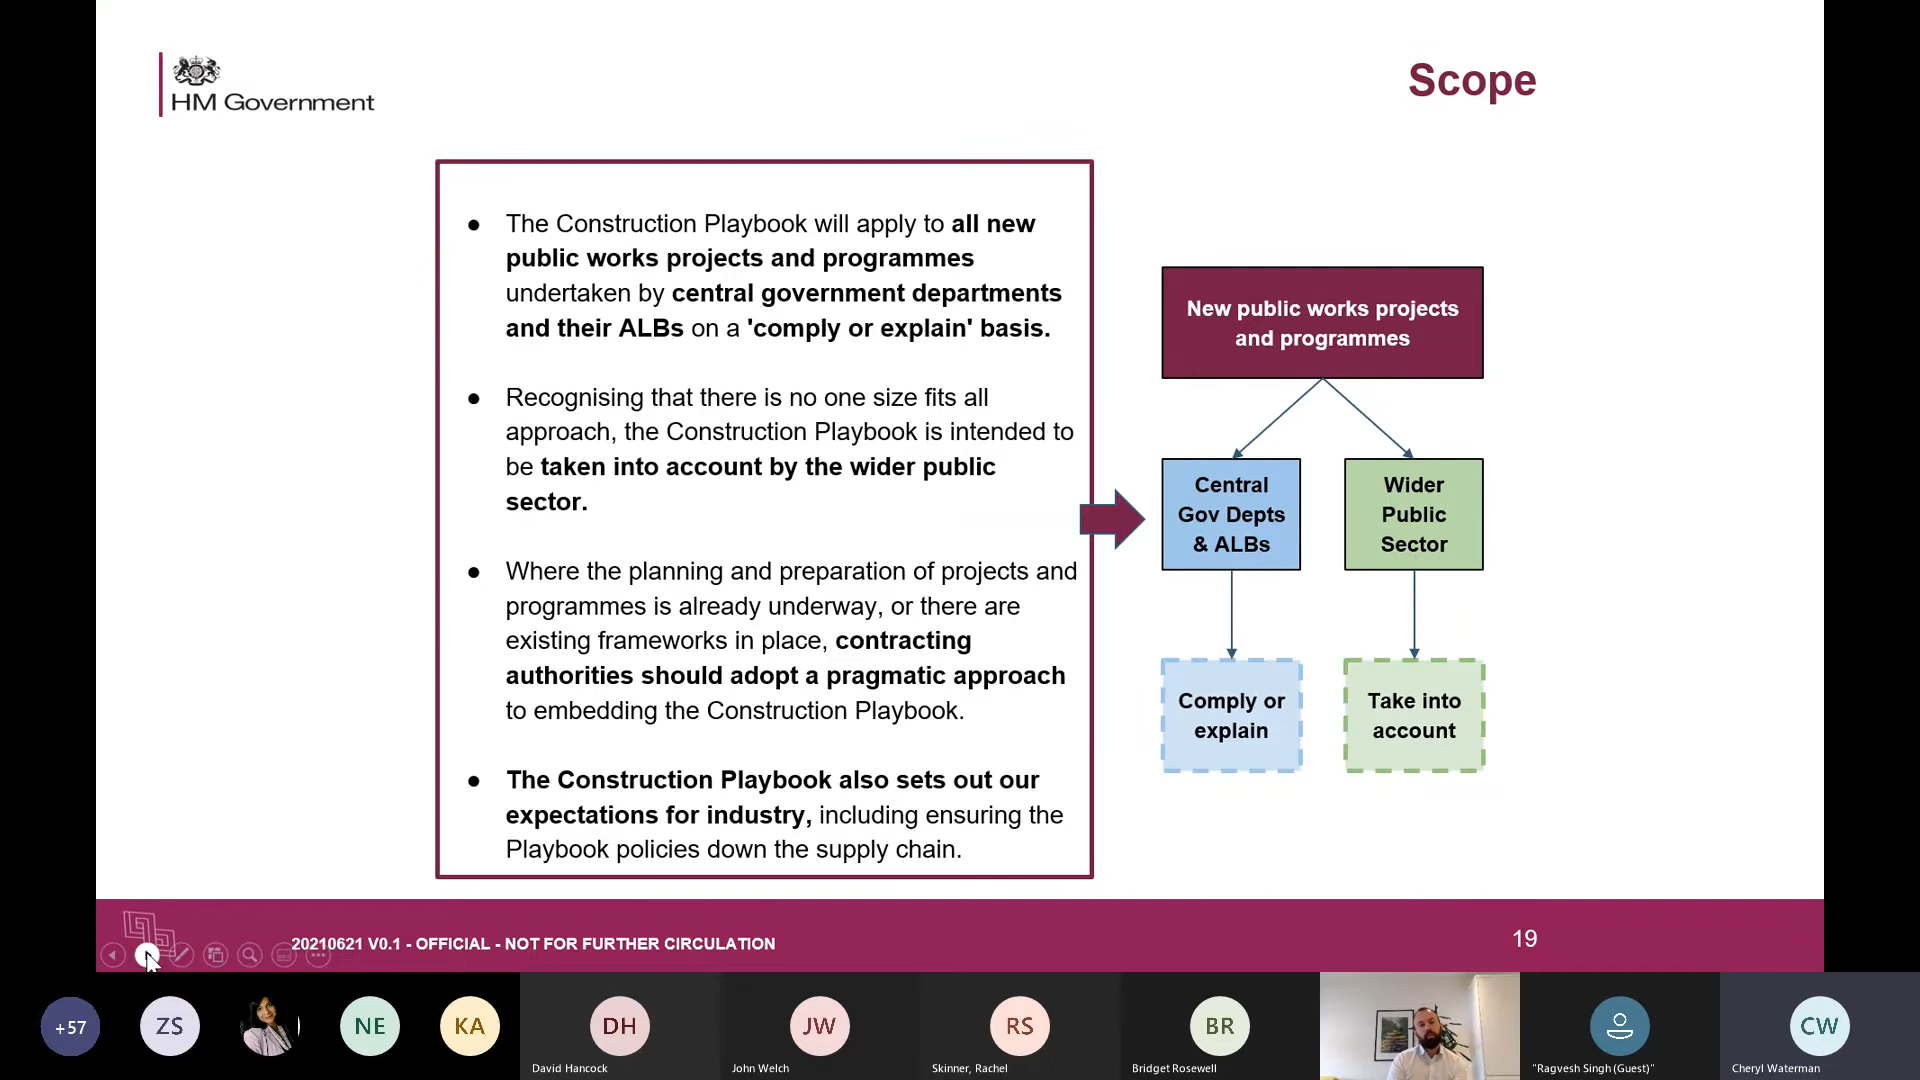 HM Government
Scope
● The Construction Playbook will apply to all new
public works projects and programmes
undertaken by central government departments
and their ALBs on a 'comply or explain' basis.
● Recognising that there is no one size fits all
approach, the Construction Playbook is intended to
be taken into account by the wider public
sector.
● Where the planning and preparation of projects and
programmes is already underway, or there are
existing frameworks in place, contracting
authorities should adopt a pragmatic approach
to embedding the Construction Playbook.
● The Construction Playbook also sets out our
expectations for industry, including ensuring the
Playbook policies down the supply chain.
New public works projects
and programmes
Central
Gov Depts
& ALBs
Wider
Public
Sector
Comply or
explain
Take into
account
20210621 V0.1 - OFFICIAL - NOT FOR FURTHER CIRCULATION
19
+57
ZS
NE
KA
DH
David Hancock
JW
John Welch
RS
Skinner, Rachel
BR
Bridget Rosewell
"Ragvesh Singh (Guest)"
CW
Cheryl Waterman